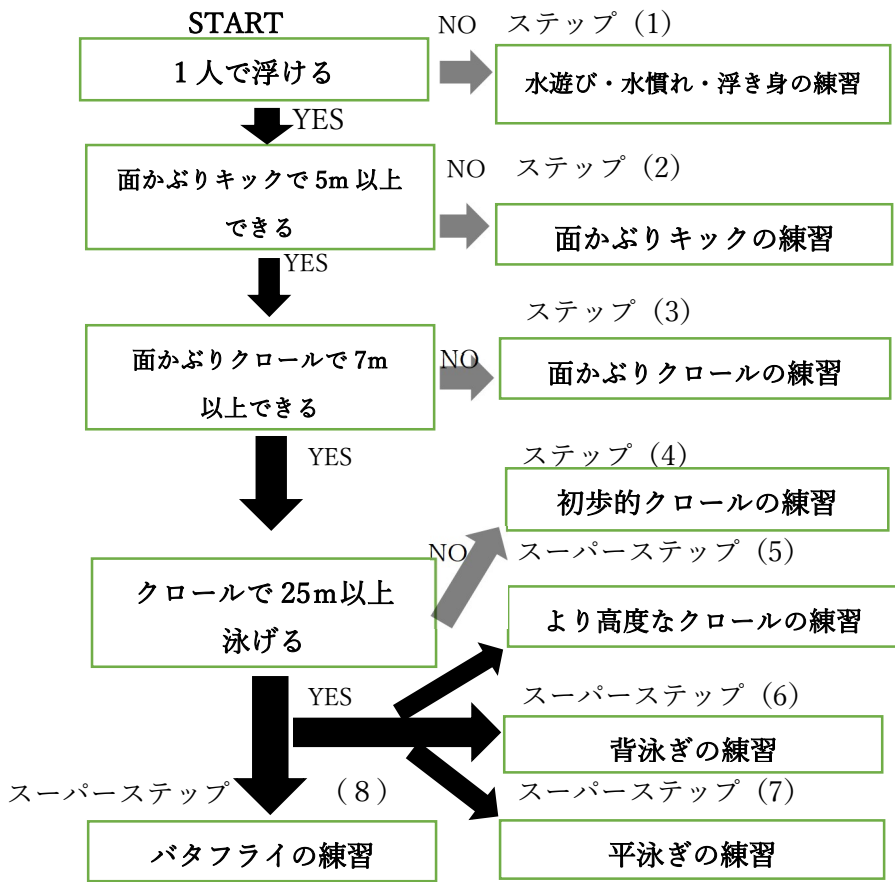 START
NO ステップ（1）
1人で浮ける
水遊び・水慣れ・浮き身の練習
YES
面かぶりキックで5m以上
できる
NO ステップ（2）
面かぶりキックの練習
YES
ステップ（3）
面かぶりクロールで7m
以上できる
NO
面かぶりクロールの練習
YES
ステップ（4）
初歩的クロールの練習
NO
スーパーステップ（5）
クロールで25m以上
泳げる
より高度なクロールの練習
YES
スーパーステップ（6）
背泳ぎの練習
スーパーステップ（7）
平泳ぎの練習
スーパーステップ（８）
バタフライの練習